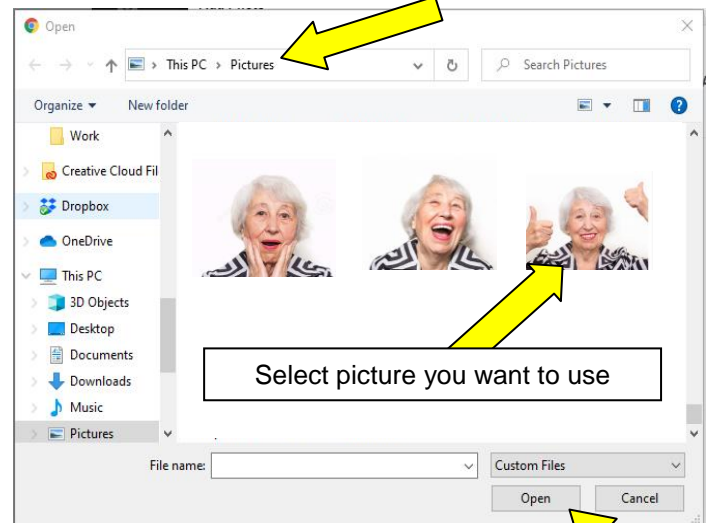 Open
This PC > Pictures
Search Pictures
Organize
New folder
Work
Creative Cloud Fil
Dropbox
OneDrive
This PC
3D Objects
Desktop
Documents
Downloads
Music
Pictures
Select picture you want to use
File name:
Custom Files
Open
Cancel